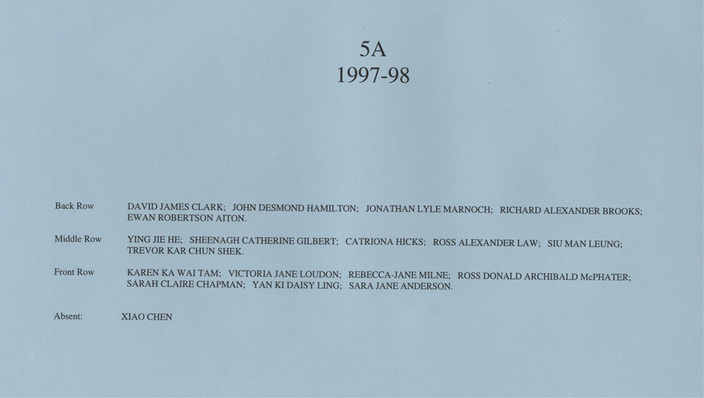 5A
1997-98
Back Row DAVID JAMES CLARK; JOHN DESMOND HAMILTON; JONATHAN LYLE MARNOCH; RICHARD ALEXANDER BROOKS;
EWAN ROBERTSON AITON.
Middle Row YING JIE HE; SHEENAGH CATHERINE GILBERT; CATRIONA HICKS; ROSS ALEXANDER LAW; SIU MAN LEUNG;
TREVOR KAR CHUN SHEK.
Front Row KAREN KA WAI TAM; VICTORIA JANE LOUDON; REBECCA-JANE MILNE; ROSS DONALD ARCHIBALD McPHATER;
SARAH CLAIRE CHAPMAN; YAN KI DAISY LING; SARA JANE ANDERSON.
Absent: XIAO CHEN